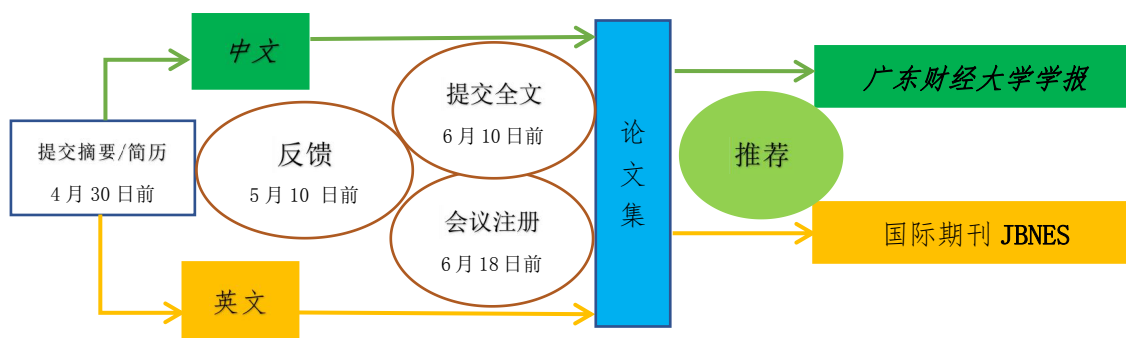 中文
提交摘要/简历
4月30日前
反馈
5月10 日前
提交全文
6月10日前
会议注册
6月18日前
英文
论文集
推荐
广东财经大学学报
国际期刊 JBNES